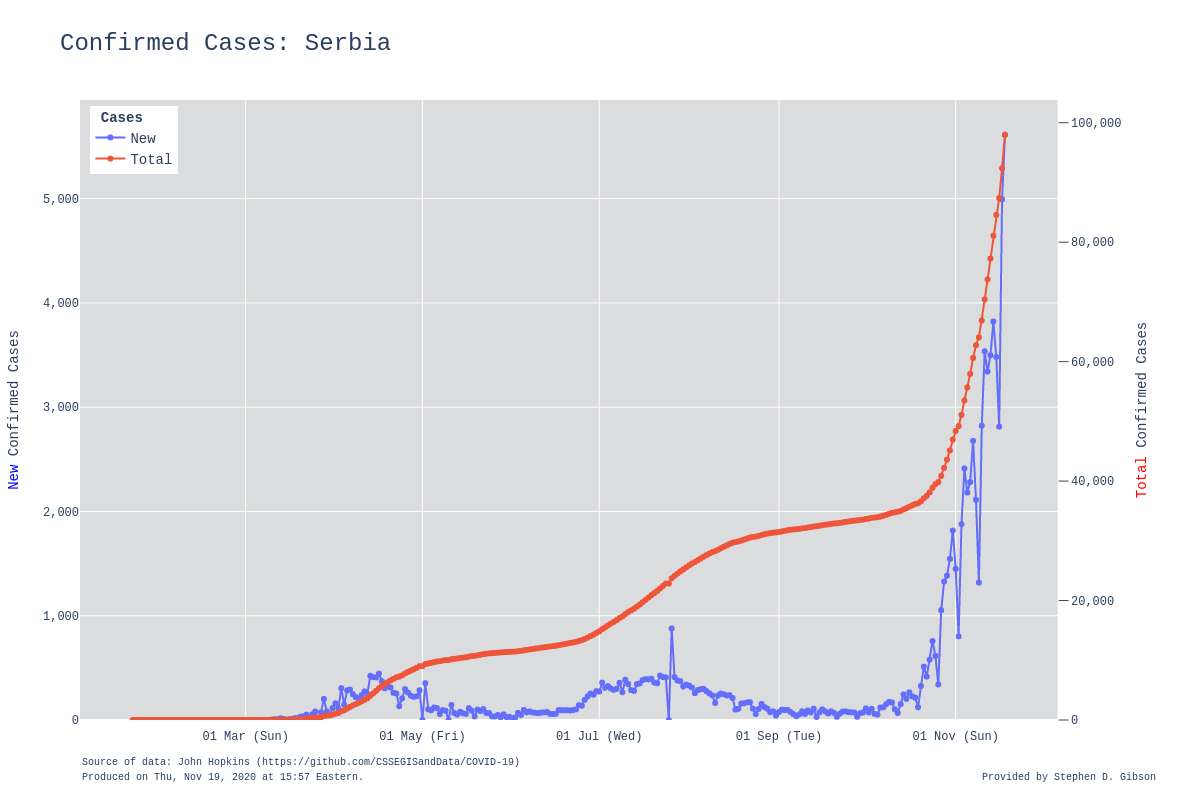 Confirmed Cases: Serbia
Cases
New
Total
5,000
4,000
3,000
2,000
1,000
0
100,000
80,000
60,000
40,000
20,000
0
New Confirmed Cases
Total Confirmed Cases
01 Mar (Sun)
01 May (Fri)
01 Jul (Wed)
01 Sep (Tue)
01 Nov (Sun)
Source of data: John Hopkins (https://github.com/CSSEGISandData/COVID-19)
Produced on Thu, Nov 19, 2020 at 15:57 Eastern.
Provided by Stephen D. Gibson